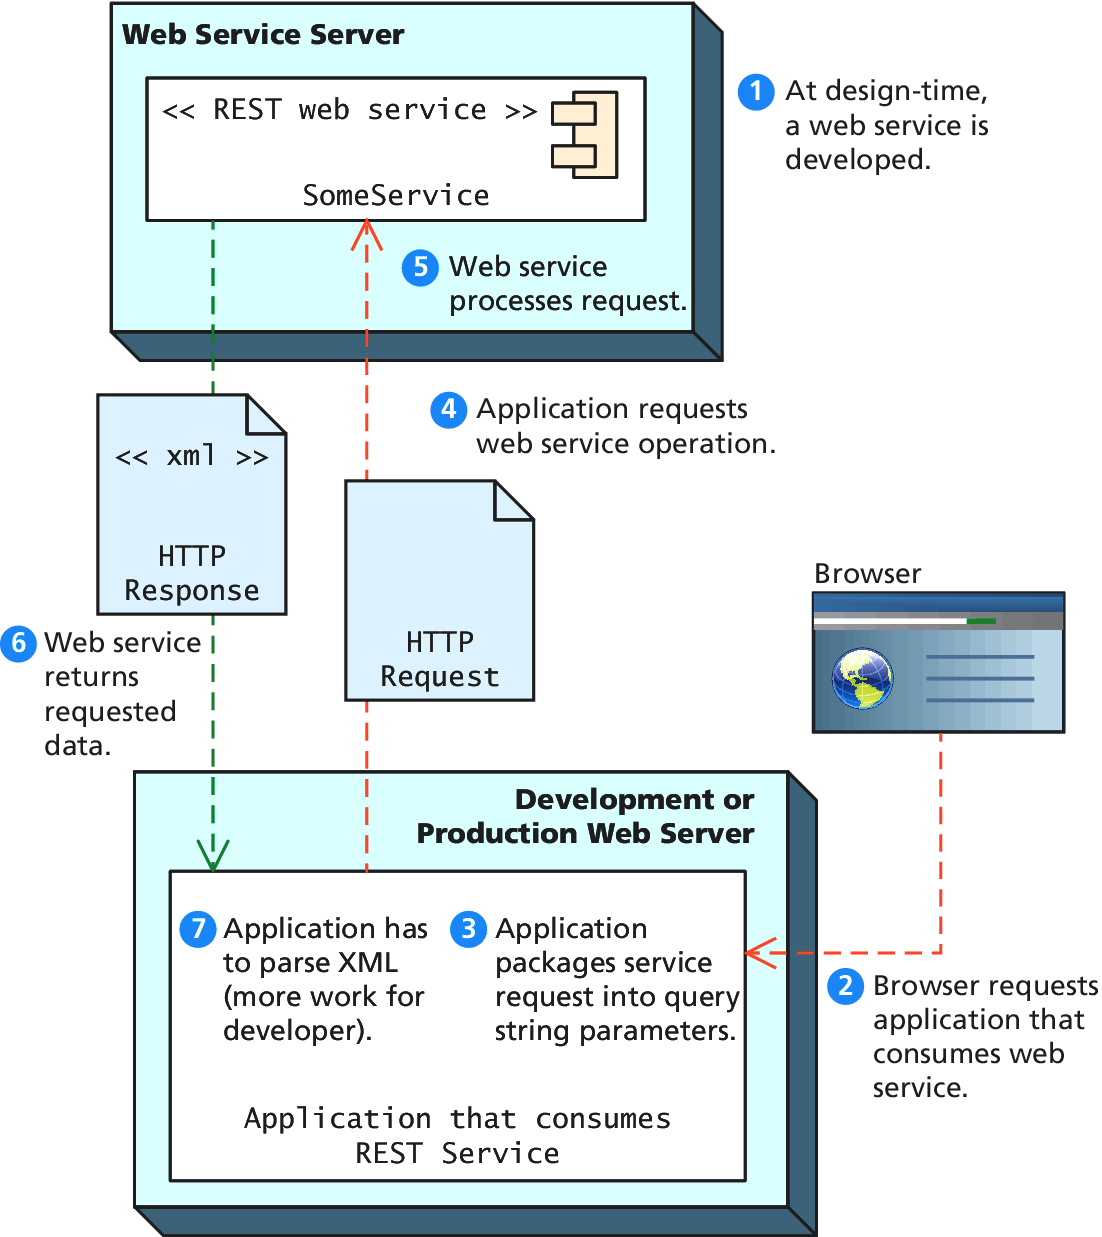 Web Service Server
<< REST web service >>
SomeService
1 At design-time,
a web service is
developed.
5 Web service
processes request.
4 Application requests
web service operation.
<< xml >>
HTTP
Response
HTTP
Request
Browser
6 Web service
returns
requested
data.
Development or
Production Web Server
7 Application has
to parse XML
(more work for
developer).
3 Application
packages service
request into query
string parameters.
2 Browser requests
application that
consumes web
service.
Application that consumes
REST Service